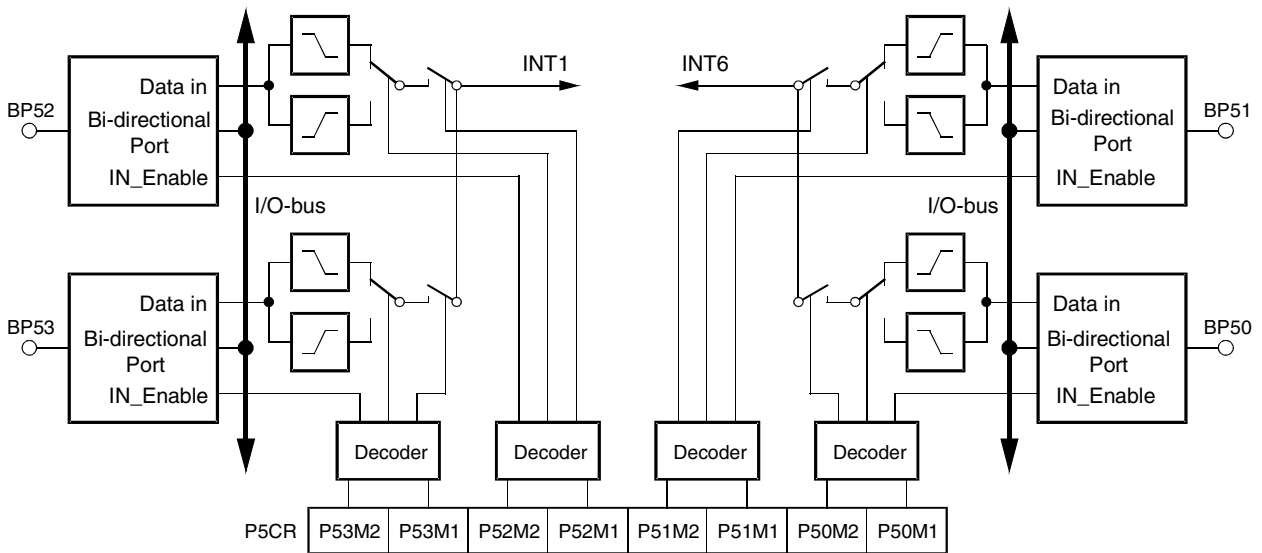 INT1
INT6
BP52
Data in
Bi-directional
Port
IN_Enable
Data in
Bi-directional
Port
IN_Enable
BP51
I/O-bus
I/O-bus
BP53
Data in
Bi-directional
Port
IN_Enable
Data in
Bi-directional
Port
IN_Enable
BP50
Decoder
Decoder
Decoder
Decoder
P5CR P53M2 P53M1 P52M2 P52M1 P51M2 P51M1 P50M2 P50M1